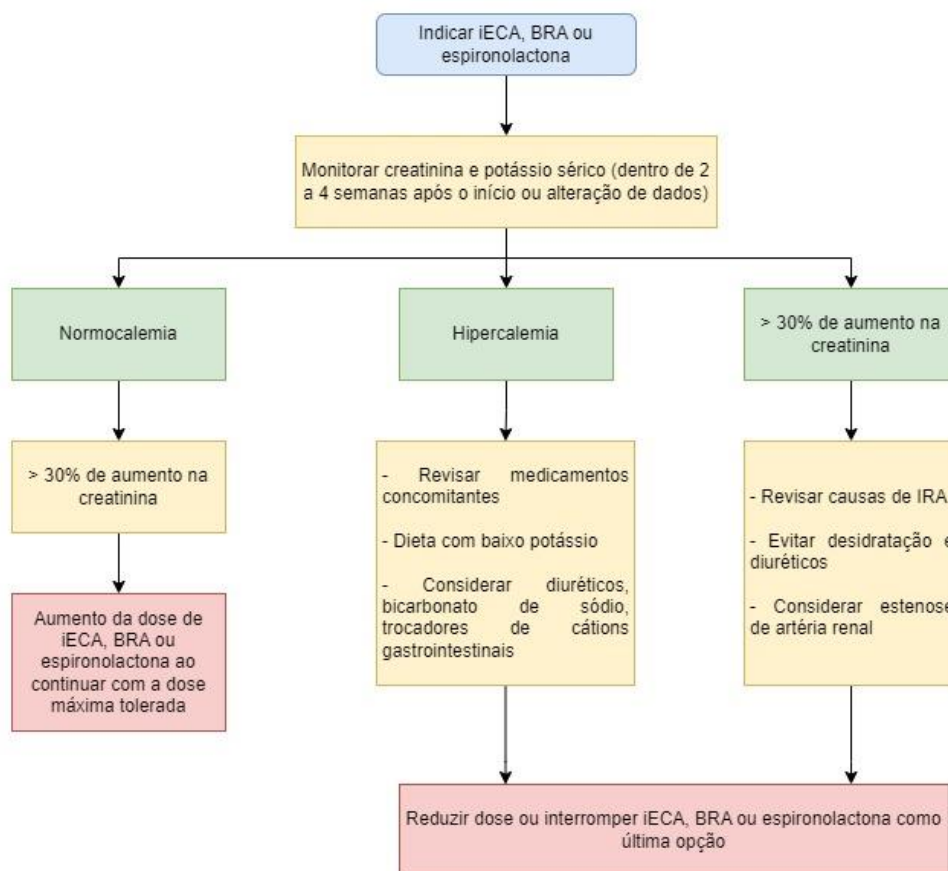 Indicar iECA, BRA ou
espironolactona
Monitorar creatinina e potássio sérico (dentro de 2
a 4 semanas após o início ou alteração de dados)
Normocalemia
Hipercalemia
> 30% de aumento na
creatinina
> 30% de aumento na
creatinina
- Revisar medicamentos
concomitantes
- Dieta com baixo potássio
- Considerar diuréticos,
bicarbonato de sódio,
trocadores de cátions
gastrointestinais
- Revisar causas de IRA
- Evitar desidratação e
diuréticos
- Considerar estenose
de artéria renal
Aumento da dose de
iECA, BRA ou
espironolactona ao
continuar com a dose
máxima tolerada
Reduzir dose ou interromper iECA, BRA ou espironolactona como
última opção